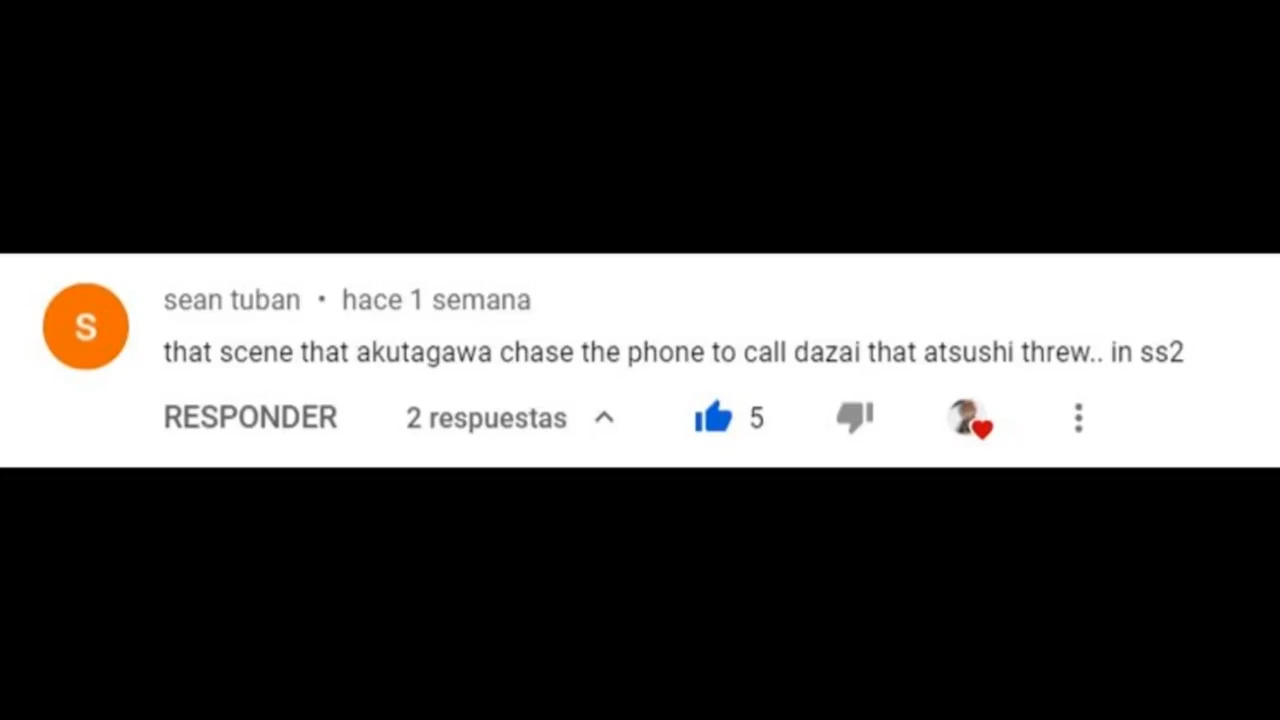 S
sean tuban • hace 1 semana
that scene that akutagawa chase the phone to call dazai that atsushi threw.. in ss2
RESPONDER 2 respuestas 5